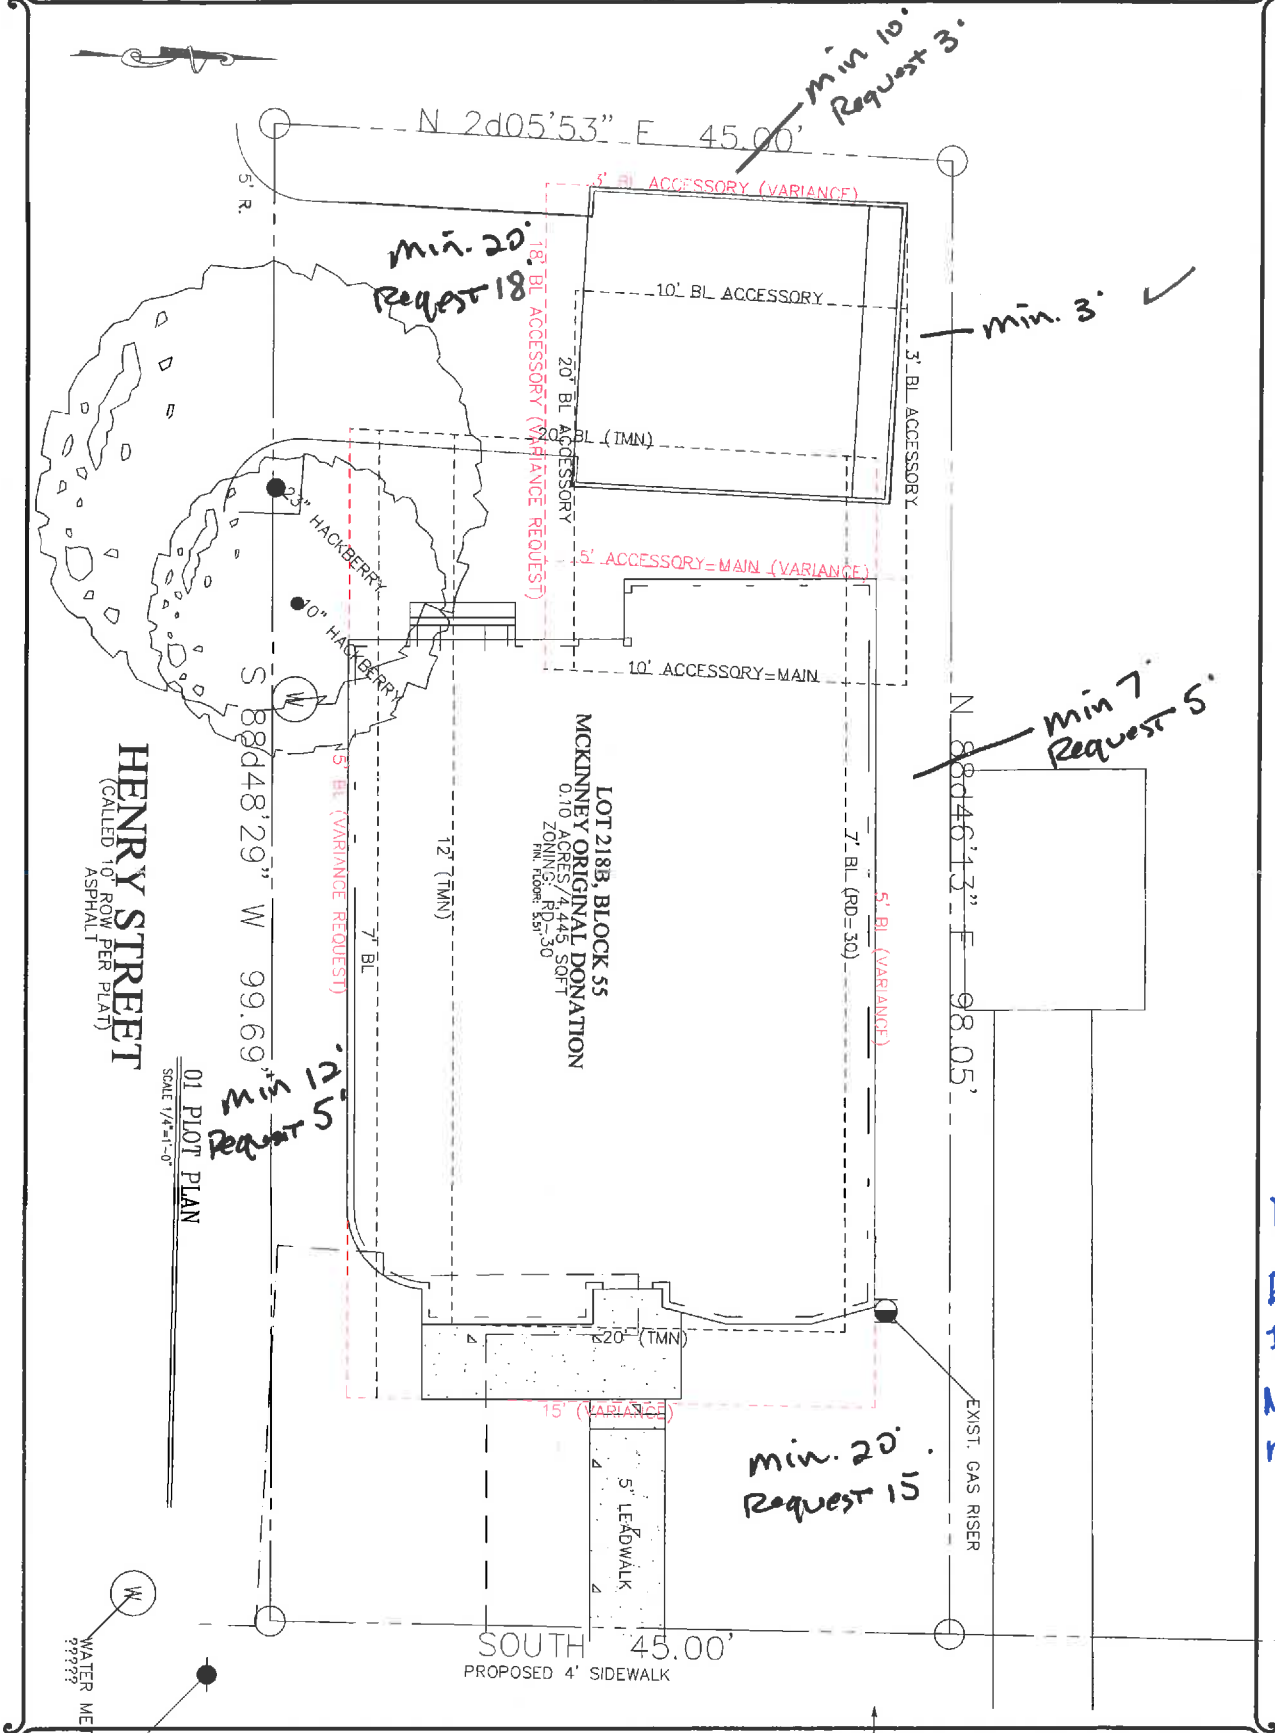 min 10'
Request 3'
N 2d05'53" E 45.00'
5' R.
3' BL ACCESSORY (VARIANCE)
min. 20'
Reqest 18'
18' BL ACCESSORY (VARIANCE REQUEST)
10' BL ACCESSORY
20' BL ACCESSORY
min. 3'
3' BL ACCESSORY
20' BL (TMN)
23" HACKBERRY
10" HACKBERRY
5' ACCESSORY=MAIN (VARIANCE)
10' ACCESSORY=MAIN
W
S 88d48'29" W 99.69'
N 88d46'13" E 98.05'
min 7'
Request 5'
HENRY STREET
(CALLED 10' ROW PER PLAT)
ASPHALT
5' BL (VARIANCE REQUEST)
7' BL
12' (TMN)
LOT 218B, BLOCK 55
MCKINNEY ORIGINAL DONATION
0.10 ACRES/4,445 SQFT
ZONING: RD-30
FIN. FLOOR:
7' BL (RD=30)
5' BL (VARIANCE)
min 12'
Request 5'
01 PLOT PLAN
SCALE 1/4"=1'-0"
20' (TMN)
15' (VARIANCE)
min. 20'
Request 15
EXIST. GAS RISER
5' LEADWALK
W
WATER MET
?????
SOUTH 45.00'
PROPOSED 4' SIDEWALK